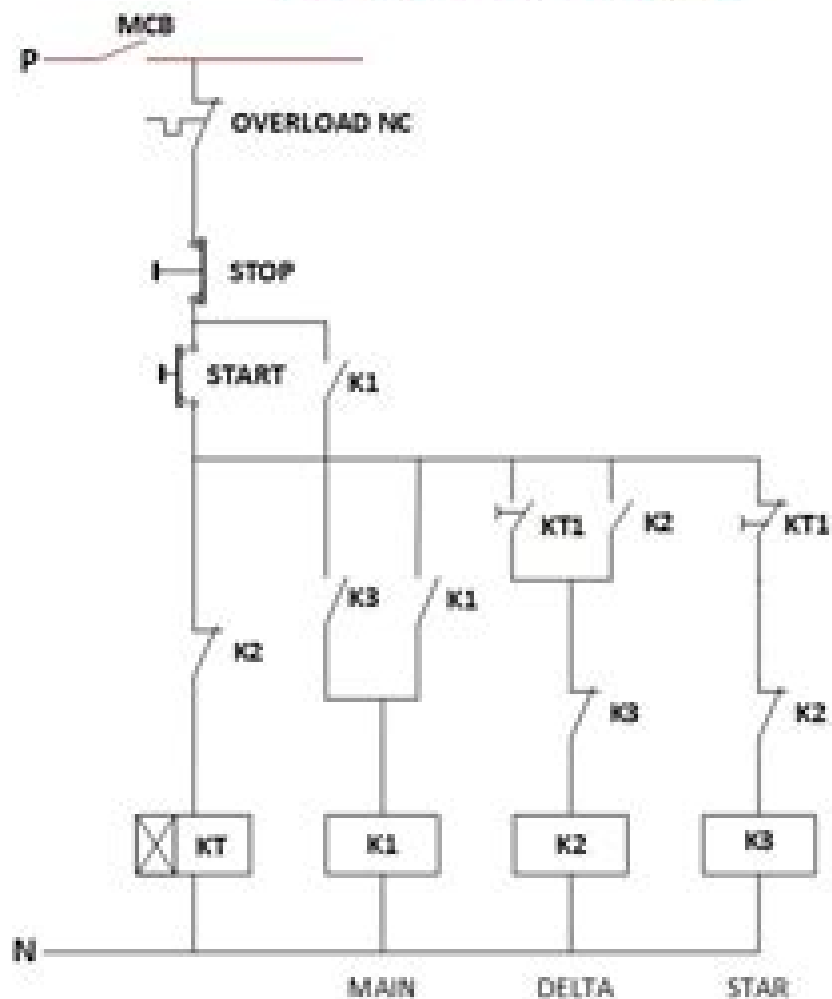 MCB
P
OVERLOAD NC
STOP
START
K1
KT1
K2
KT1
K3
K1
K2
K3
K2
KT
K1
K2
K3
N
MAIN
DELTA
STAR